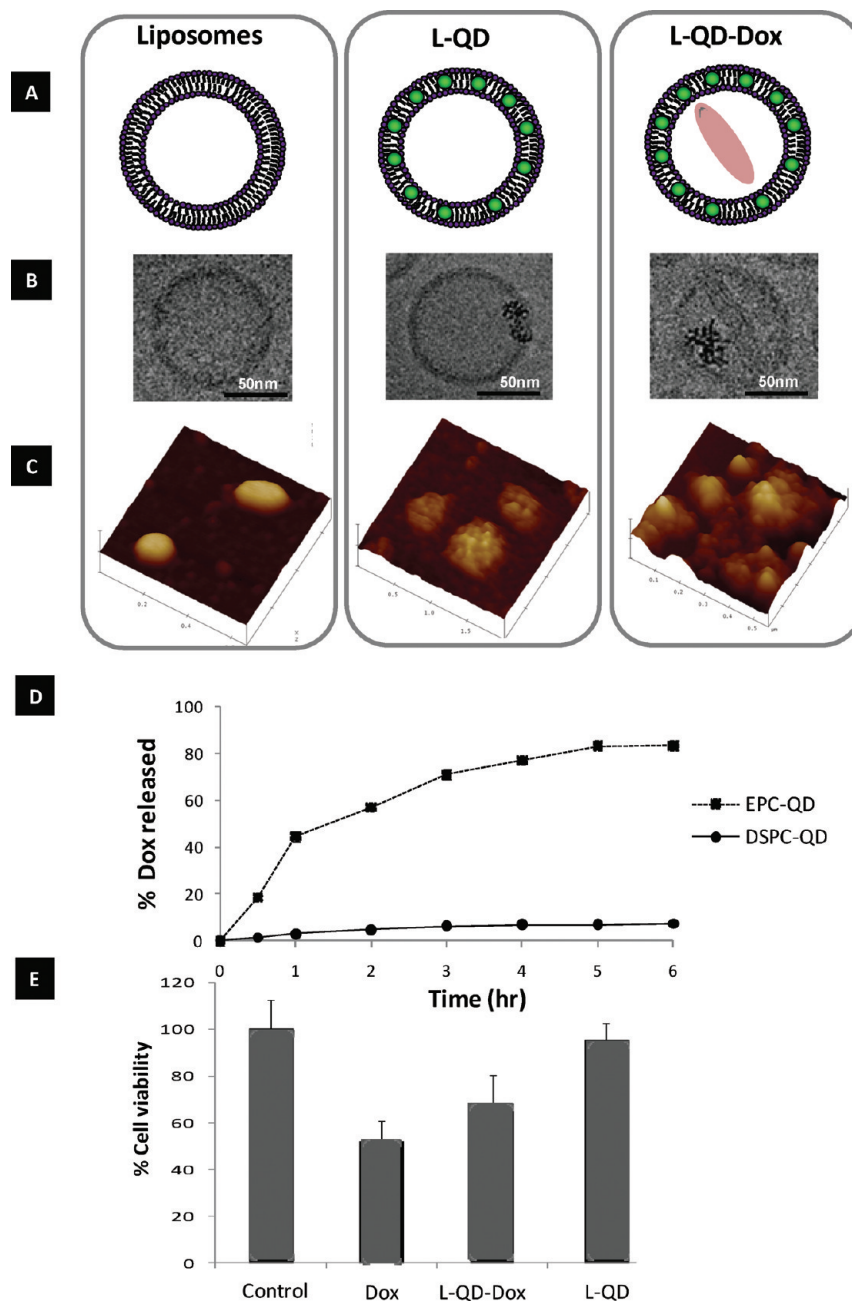 Liposomes L-QD L-QD-Dox
A
B
50nm 50nm 50nm
C
0.2 0.4 X Z
0.5 1.0 1.5
0.1 0.2 0.3 0.4 0.5 µm
D
% Dox released
100
80
60
40
20
0
0 1 2 3 4 5 6
Time (hr)
EPC-QD
DSPC-QD
E
% Cell viability
120
100
80
60
40
20
0
Control Dox L-QD-Dox L-QD